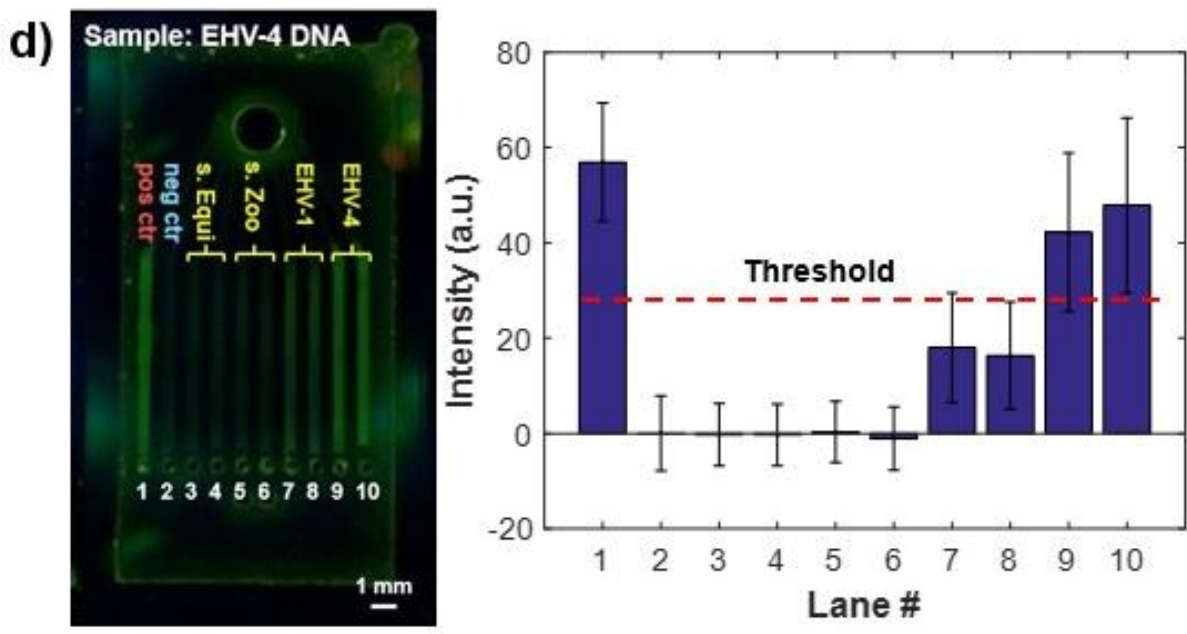 d)
Sample: EHV-4 DNA
pos ctr
neg ctr
s. Equi
s. Zoo
EHV-1
EHV-4
1 2 3 4 5 6 7 8 9 10
1 mm
80
60
40
20
0
-20
Intensity (a.u.)
Threshold
1 2 3 4 5 6 7 8 9 10
Lane #